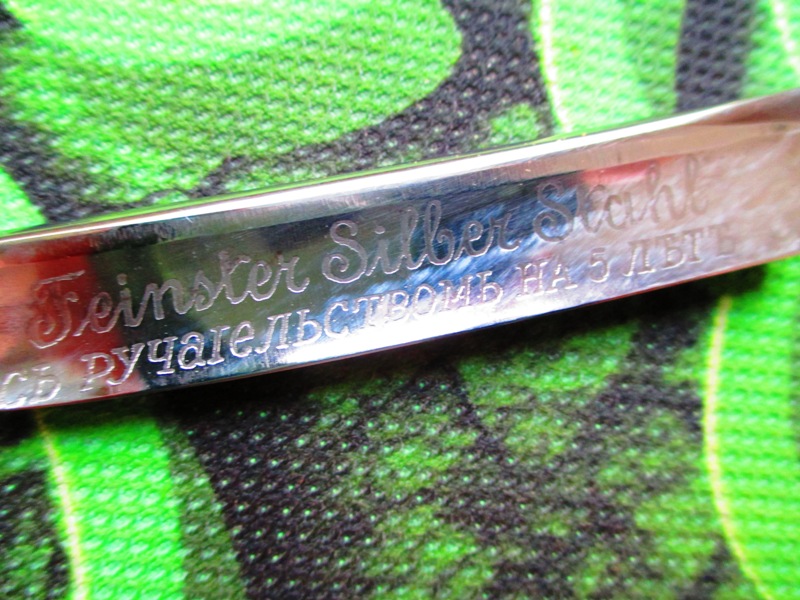 Feinster Silber Stahl
СЪ РУЧАТЕЛЬСТВОМЪ НА 5 ЛѢТЪ